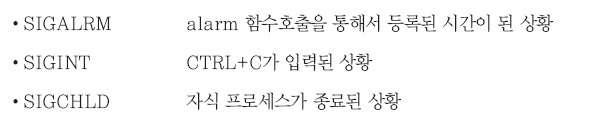 • SIGALRM alarm 함수호출을 통해서 등록된 시간이 된 상황
• SIGINT CTRL+C가 입력된 상황
• SIGCHLD 자식 프로세스가 종료된 상황